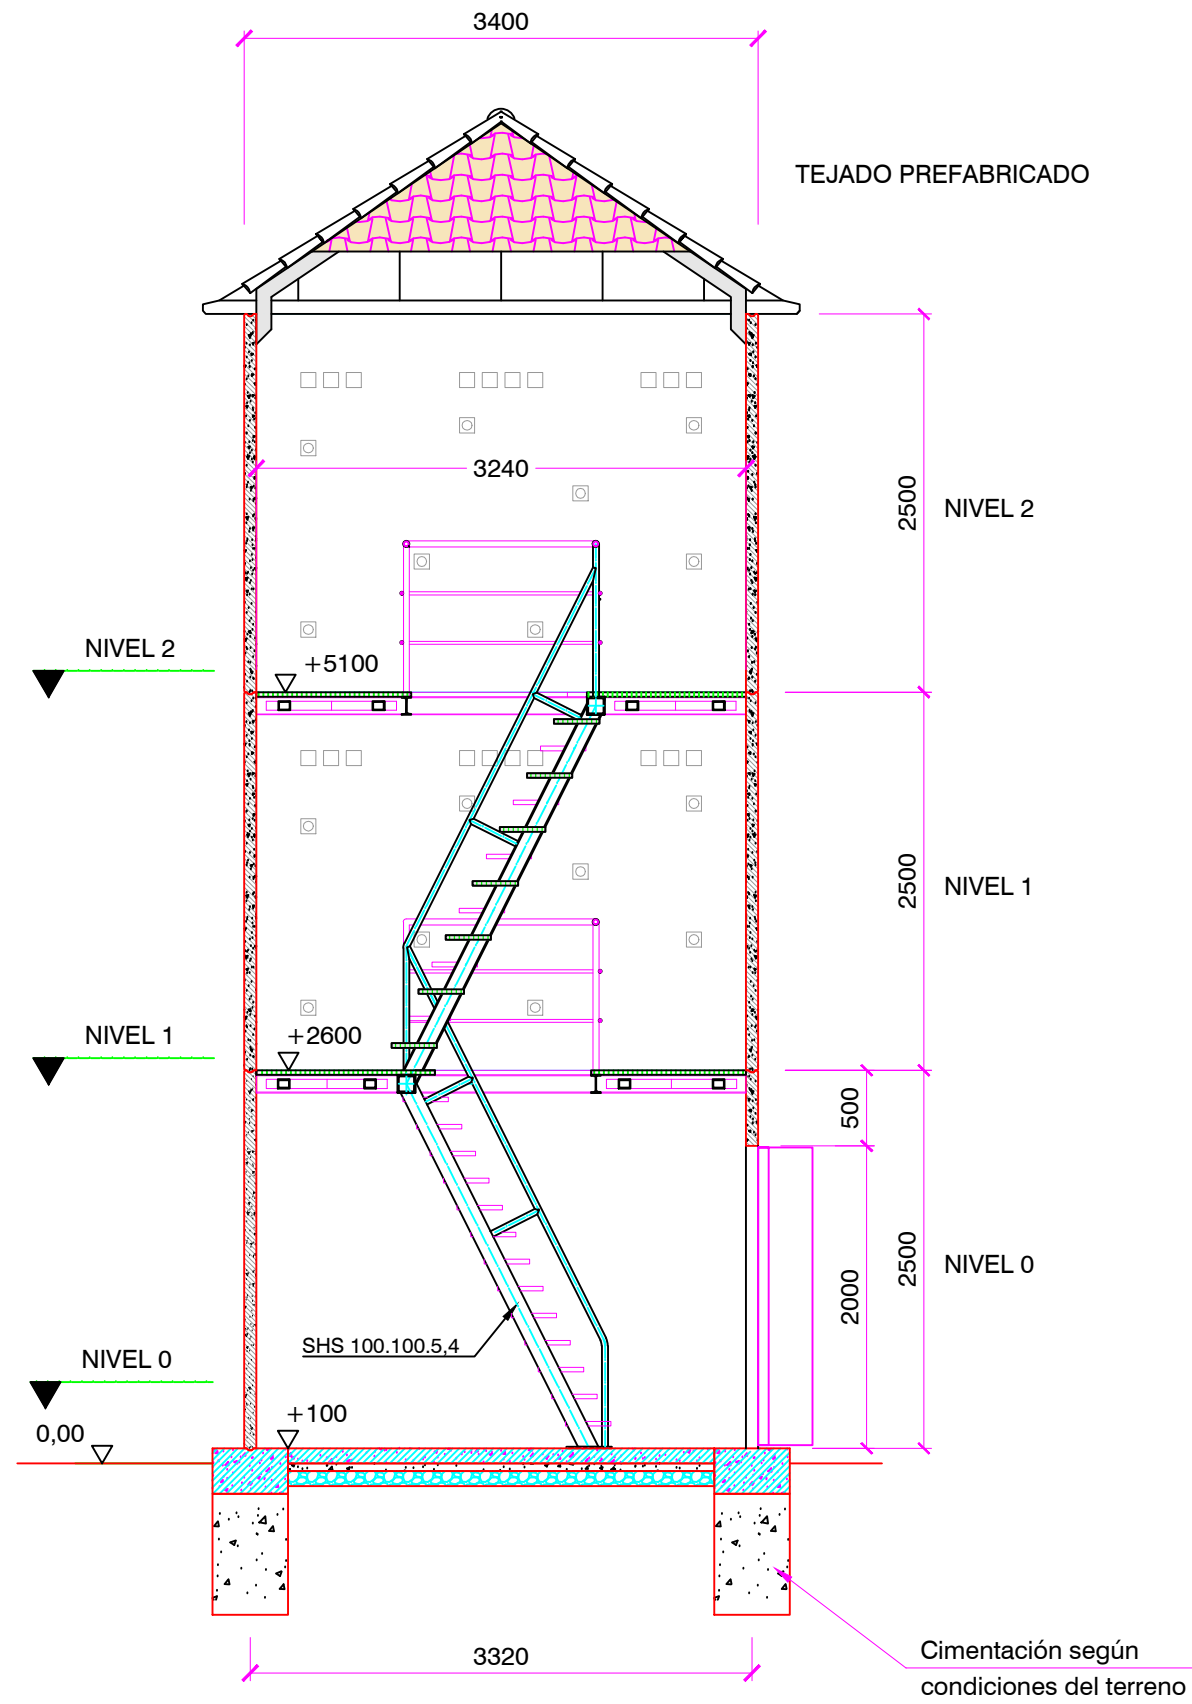 3400
TEJADO PREFABRICADO
3240
2500
NIVEL 2
NIVEL 2
+5100
2500
NIVEL 1
NIVEL 1
+2600
500
2500
NIVEL 0
2000
SHS 100.100.5,4
NIVEL 0
+100
0,00
3320
Cimentación según
condiciones del terreno